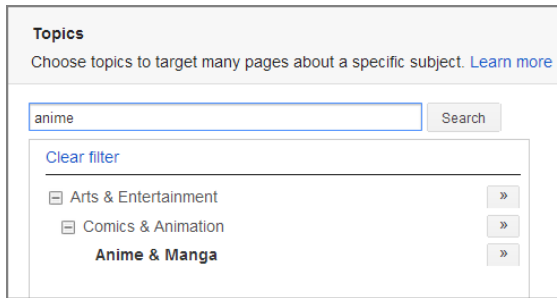 Topics
Choose topics to target many pages about a specific subject. Learn more
anime Search
Clear filter
Arts & Entertainment »
Comics & Animation »
Anime & Manga »